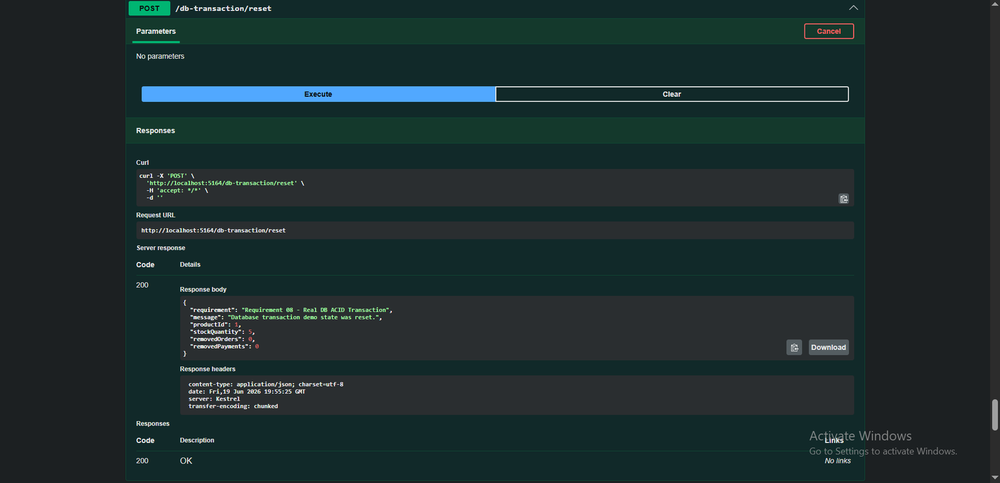 POST /db-transaction/reset
Parameters Cancel
No parameters
Execute Clear
Responses
Curl
curl -X 'POST' \
'http://localhost:5164/db-transaction/reset' \
-H 'accept: */*' \
-d ''
Request URL
http://localhost:5164/db-transaction/reset
Server response
Code Details
200
Response body
{
"requirement": "Requirement 08 - Real DB ACID Transaction",
"message": "Database transaction demo state was reset.",
"productId": 1,
"stockQuantity": 5,
"removedOrders": 0,
"removedPayments": 0
}
Download
Response headers
content-type: application/json; charset=utf-8
date: Fri,19 Jun 2026 19:55:25 GMT
server: Kestrel
transfer-encoding: chunked
Responses
Code Description Links
200 OK No links
Activate Windows
Go to Settings to activate Windows.